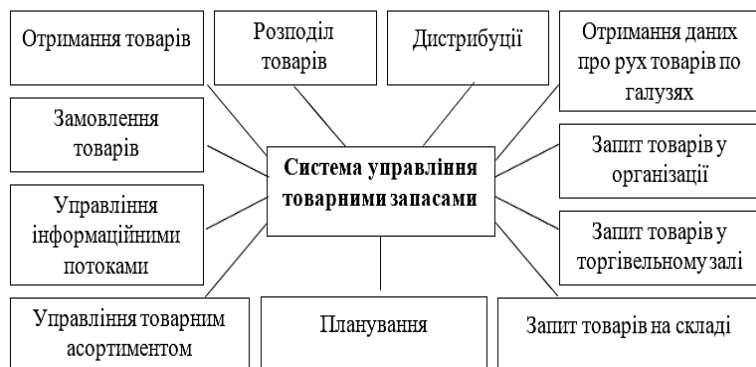 Отримання товарів
Розподіл
товарів
Дистрибуції
Отримання даних
про рух товарів по
галузях
Замовлення
товарів
Система управління
товарними запасами
Запит товарів у
організації
Управління
інформаційними
потоками
Запит товарів у
торгівельному залі
Управління товарним
асортиментом
Планування
Запит товарів на складі